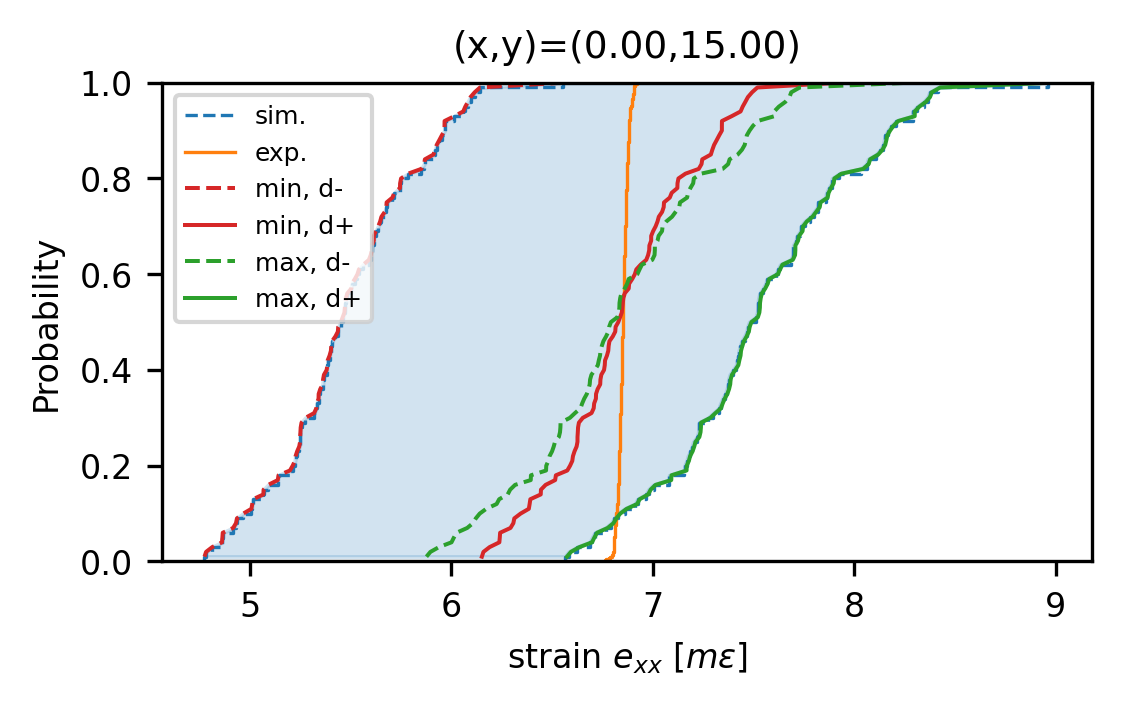 (x,y)=(0.00,15.00)
1.0
0.8
0.6
0.4
0.2
0.0
Probability
sim.
exp.
min, d-
min, d+
max, d-
max, d+
5
6
7
8
9
strain e_xx [mε]